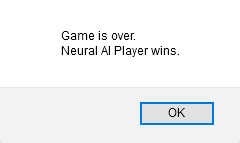 Game is over.
Neural AI Player wins.
OK